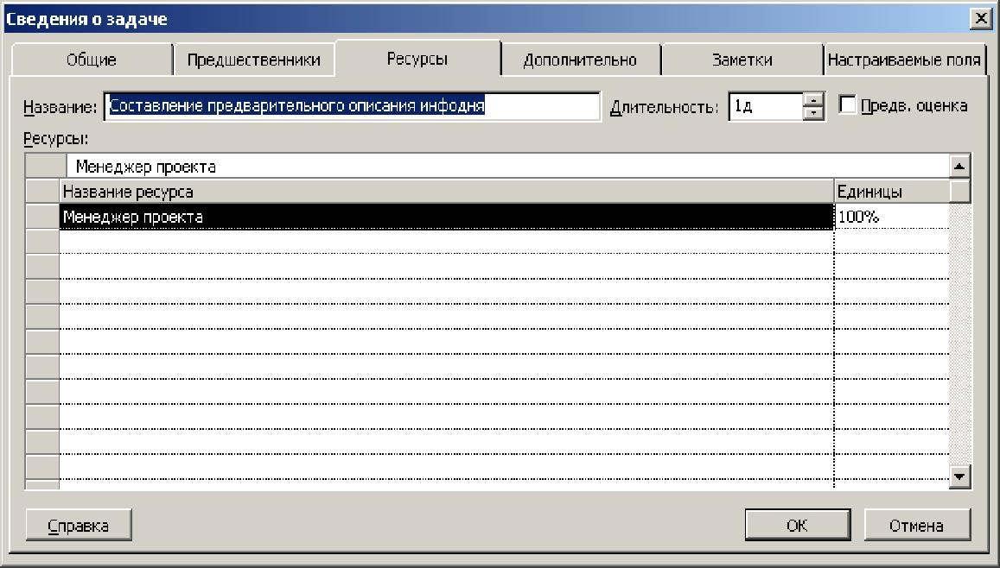 Сведения о задаче
Общие Предшественники Ресурсы Дополнительно Заметки Настраиваемые поля
Название: Составление предварительного описания инфодня Длительность: 1д Предв. оценка
Ресурсы:
Менеджер проекта
Название ресурса Единицы
Менеджер проекта 100%
Справка ОК Отмена